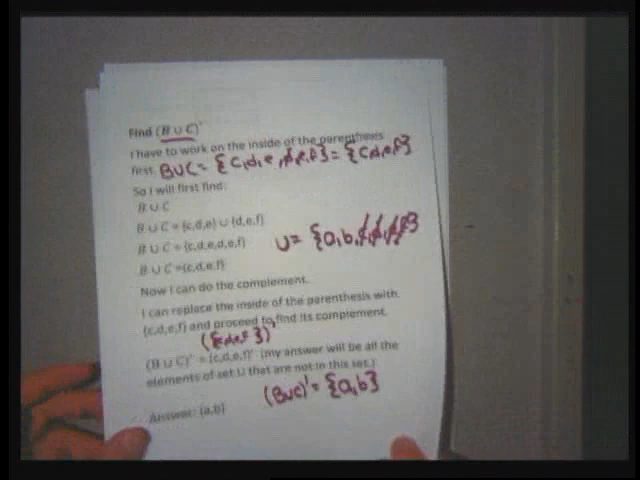 Find (B ∪ C)'
I have to work on the inside of the parenthesis
first. BUC = {c,d,e,d,e,f} = {c,d,e,f}
So I will first find:
B ∪ C
B ∪ C = {c,d,e} ∪ {d,e,f}
B ∪ C = {c,d,e,d,e,f} U = {a,b,c,d,e,f}
B ∪ C ={c,d,e,f}
Now I can do the complement.
I can replace the inside of the parenthesis with
{c,d,e,f} and proceed to find its complement.
({c,d,e,f})'
(B ∪ C)' = {c,d,e,f}' (my answer will be all the
elements of set U that are not in this set.)
(BUC)' = {a,b}
Answer: {a,b}